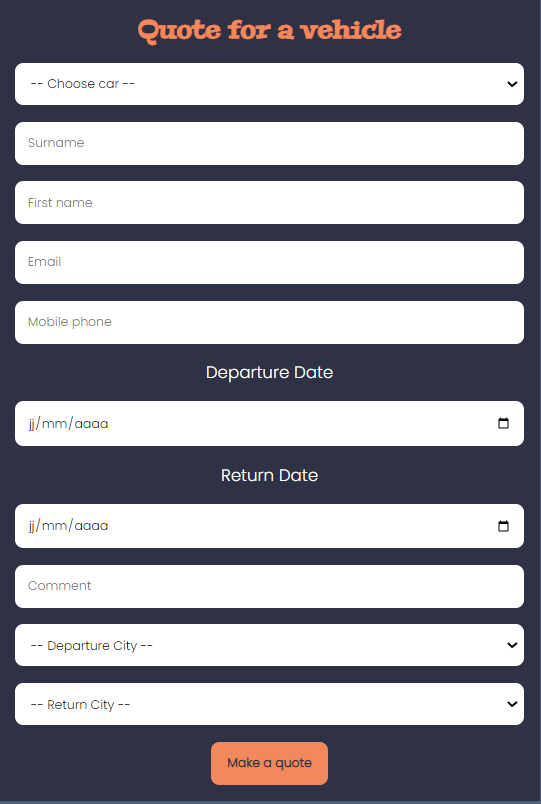 Quote for a vehicle
-- Choose car --
Surname
First name
Email
Mobile phone
Departure Date
jj/mm/aaaa
Return Date
jj/mm/aaaa
Comment
-- Departure City --
-- Return City --
Make a quote